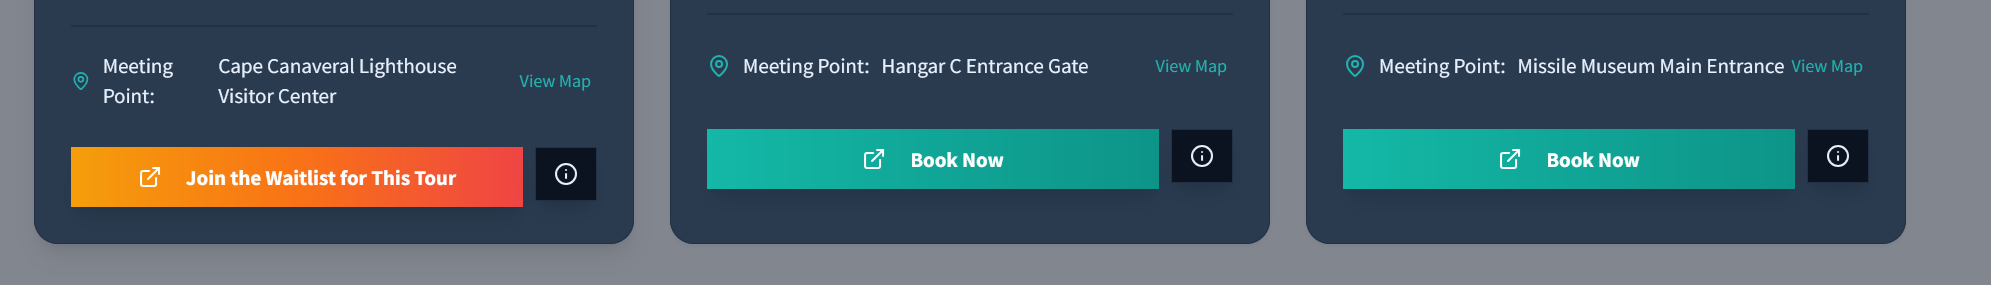 Meeting Point: Cape Canaveral Lighthouse Visitor Center View Map
Join the Waitlist for This Tour
Meeting Point: Hangar C Entrance Gate View Map
Book Now
Meeting Point: Missile Museum Main Entrance View Map
Book Now